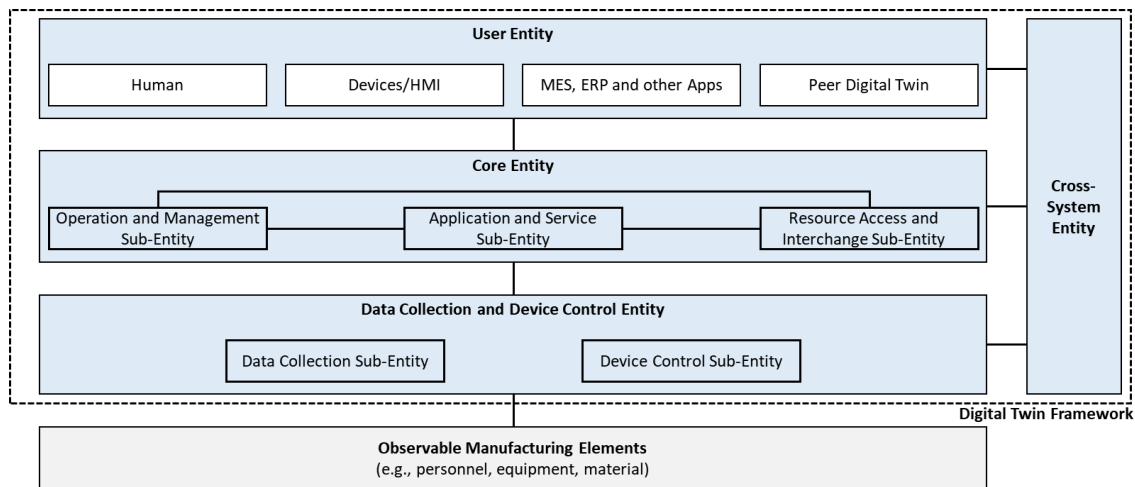 User Entity
Human
Devices/HMI
MES, ERP and other Apps
Peer Digital Twin
Cross-
System
Entity
Core Entity
Operation and Management
Sub-Entity
Application and Service
Sub-Entity
Resource Access and
Interchange Sub-Entity
Data Collection and Device Control Entity
Data Collection Sub-Entity
Device Control Sub-Entity
Digital Twin Framework
Observable Manufacturing Elements
(e.g., personnel, equipment, material)